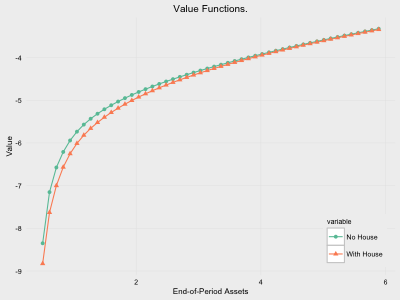 Value Functions.
Value
-4
-5
-6
-7
-8
-9
2
4
6
End-of-Period Assets
variable
No House
With House